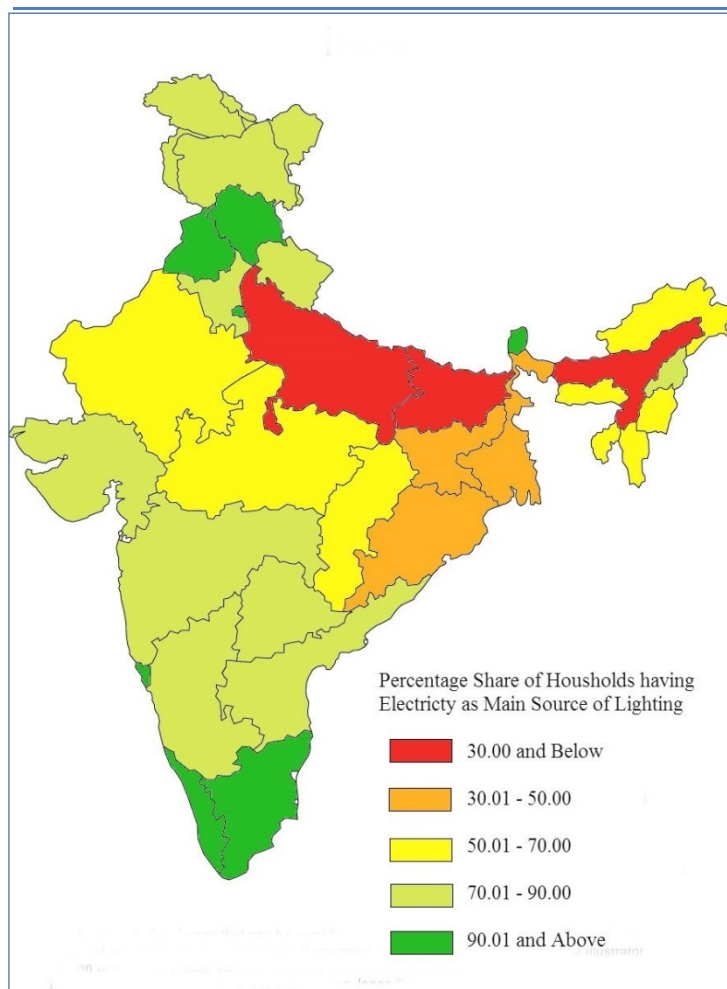 Percentage Share of Housholds having
Electricty as Main Source of Lighting
30.00 and Below
30.01 - 50.00
50.01 - 70.00
70.01 - 90.00
90.01 and Above
illustrator